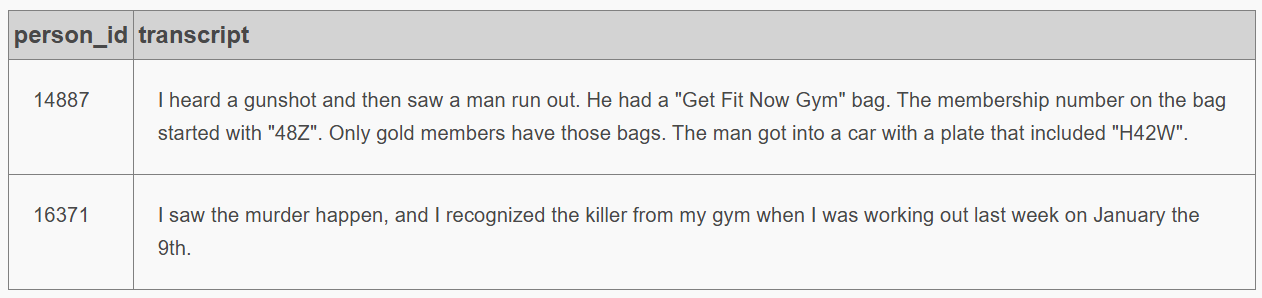 person_id transcript
14887 I heard a gunshot and then saw a man run out. He had a "Get Fit Now Gym" bag. The membership number on the bag
started with "48Z". Only gold members have those bags. The man got into a car with a plate that included "H42W".
16371 I saw the murder happen, and I recognized the killer from my gym when I was working out last week on January the
9th.